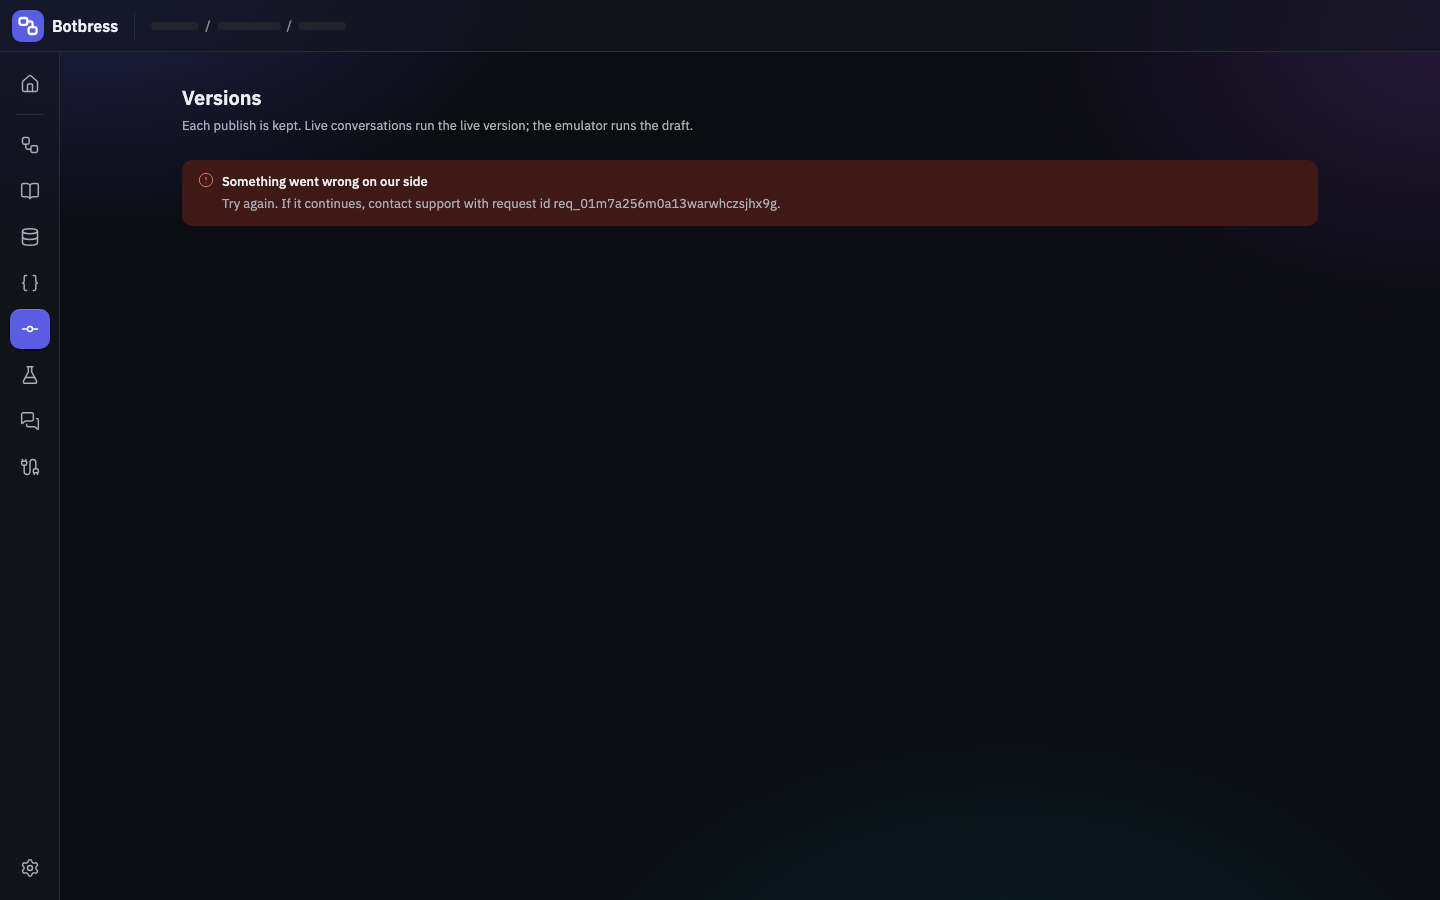 Botbress
/ /
Versions
Each publish is kept. Live conversations run the live version; the emulator runs the draft.
Something went wrong on our side
Try again. If it continues, contact support with request id req_01m7a256m0a13warwhczsjhx9g.